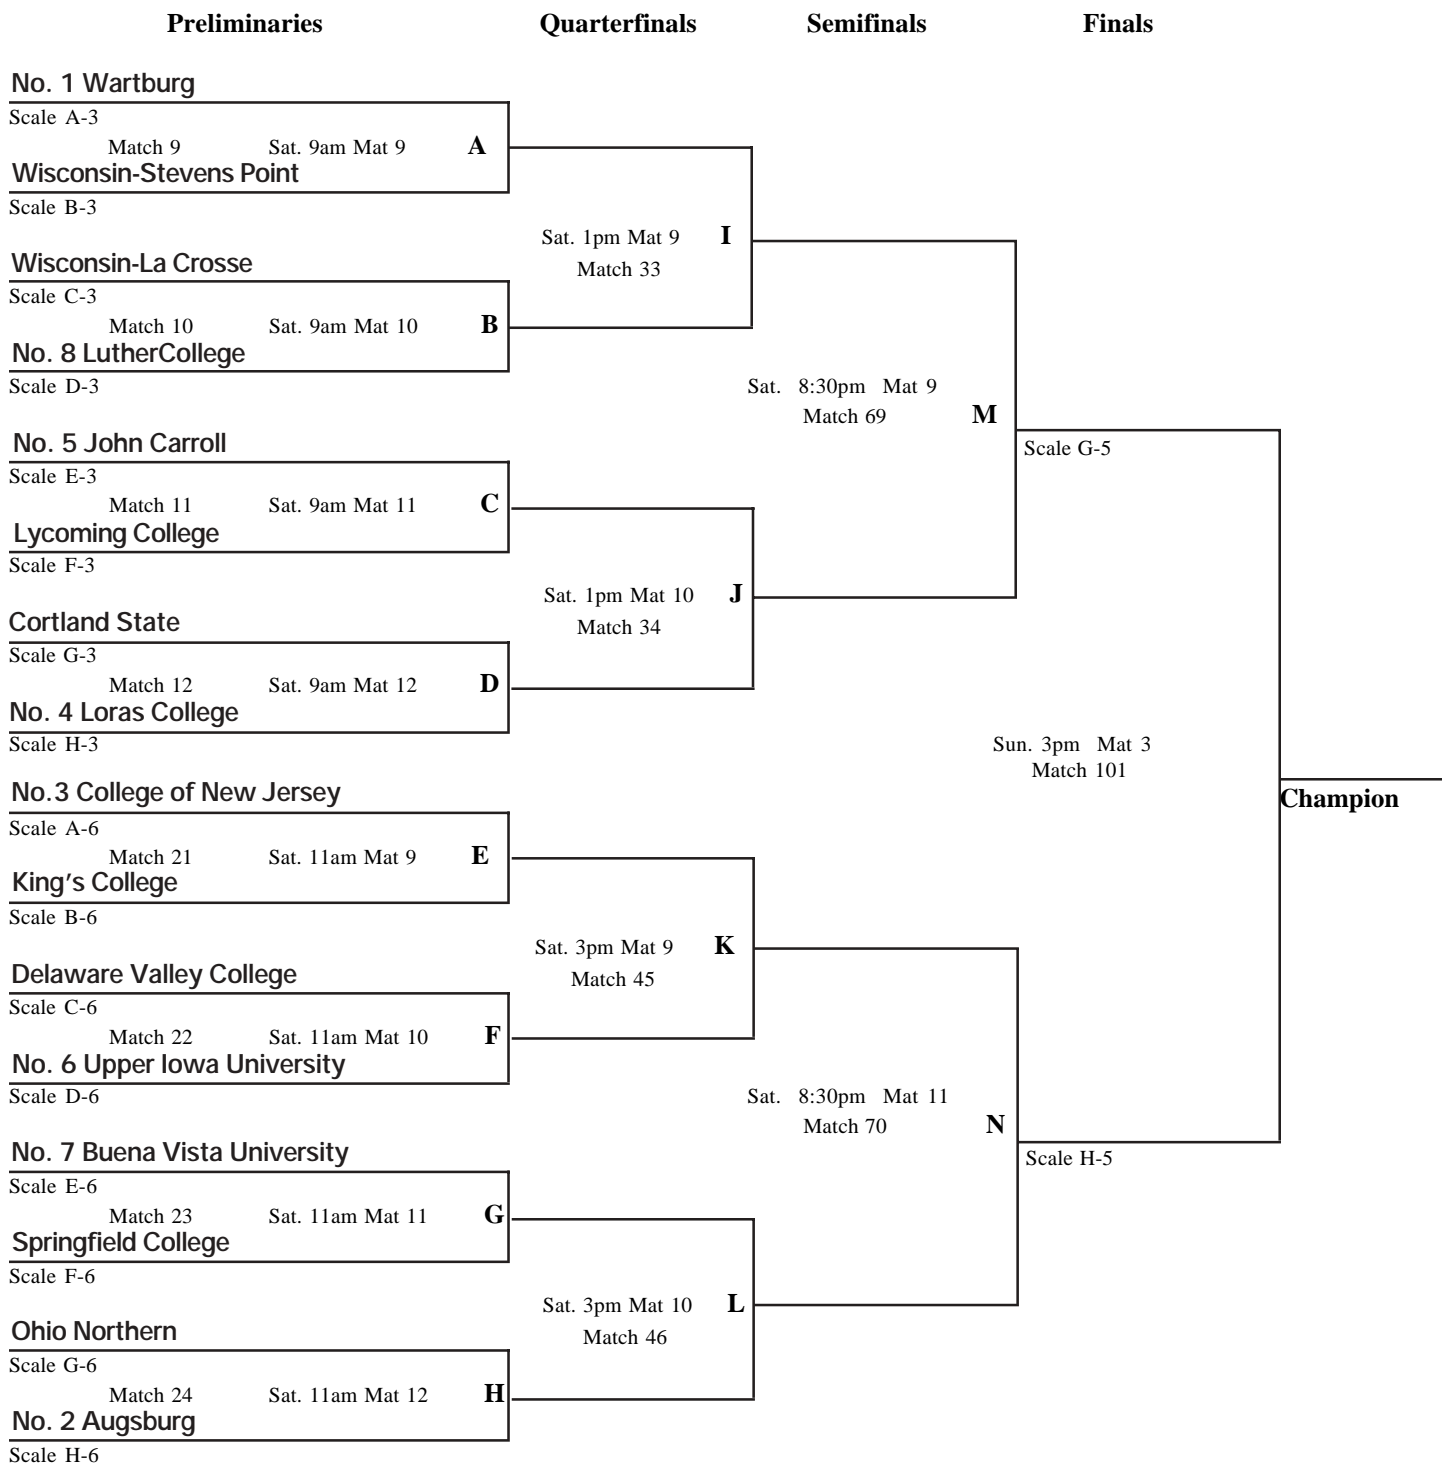 Preliminaries Quarterfinals Semifinals Finals
No. 1 Wartburg
Scale A-3
Match 9 Sat. 9am Mat 9 A
Wisconsin-Stevens Point
Scale B-3
Sat. 1pm Mat 9 I
Match 33
Wisconsin-La Crosse
Scale C-3
Match 10 Sat. 9am Mat 10 B
No. 8 LutherCollege
Scale D-3
Sat. 8:30pm Mat 9
Match 69 M
No. 5 John Carroll
Scale G-5
Scale E-3
Match 11 Sat. 9am Mat 11 C
Lycoming College
Scale F-3
Sat. 1pm Mat 10 J
Match 34
Cortland State
Scale G-3
Match 12 Sat. 9am Mat 12 D
No. 4 Loras College
Scale H-3
Sun. 3pm Mat 3
Match 101
Champion
No.3 College of New Jersey
Scale A-6
Match 21 Sat. 11am Mat 9 E
King's College
Scale B-6
Sat. 3pm Mat 9 K
Match 45
Delaware Valley College
Scale C-6
Match 22 Sat. 11am Mat 10 F
No. 6 Upper Iowa University
Scale D-6
Sat. 8:30pm Mat 11
Match 70 N
No. 7 Buena Vista University
Scale H-5
Scale E-6
Match 23 Sat. 11am Mat 11 G
Springfield College
Scale F-6
Sat. 3pm Mat 10 L
Match 46
Ohio Northern
Scale G-6
Match 24 Sat. 11am Mat 12 H
No. 2 Augsburg
Scale H-6